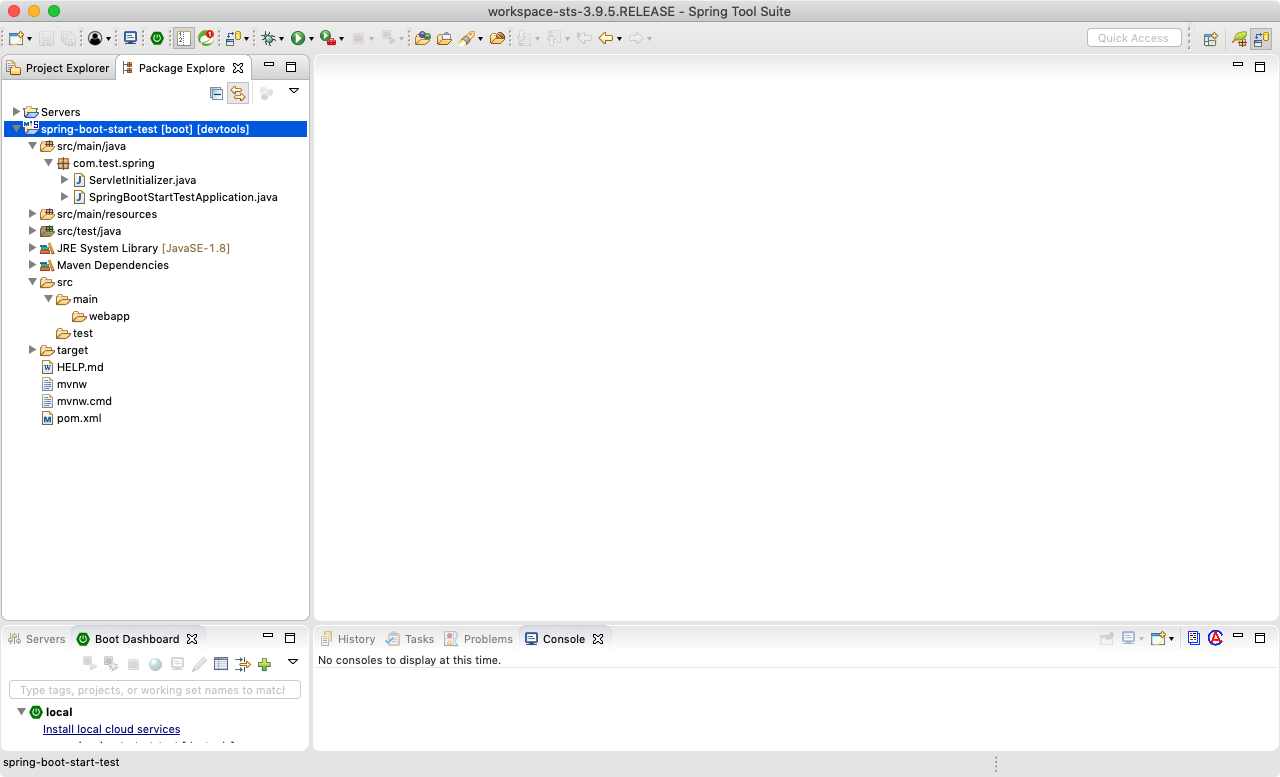 workspace-sts-3.9.5.RELEASE - Spring Tool Suite
Quick Access
Project Explorer
Package Explore
Servers
spring-boot-start-test [boot] [devtools]
src/main/java
com.test.spring
ServletInitializer.java
SpringBootStartTestApplication.java
src/main/resources
src/test/java
JRE System Library [JavaSE-1.8]
Maven Dependencies
src
main
webapp
test
target
HELP.md
mvnw
mvnw.cmd
pom.xml
Servers
Boot Dashboard
Type tags, projects, or working set names to match
local
Install local cloud services
History
Tasks
Problems
Console
No consoles to display at this time.
spring-boot-start-test